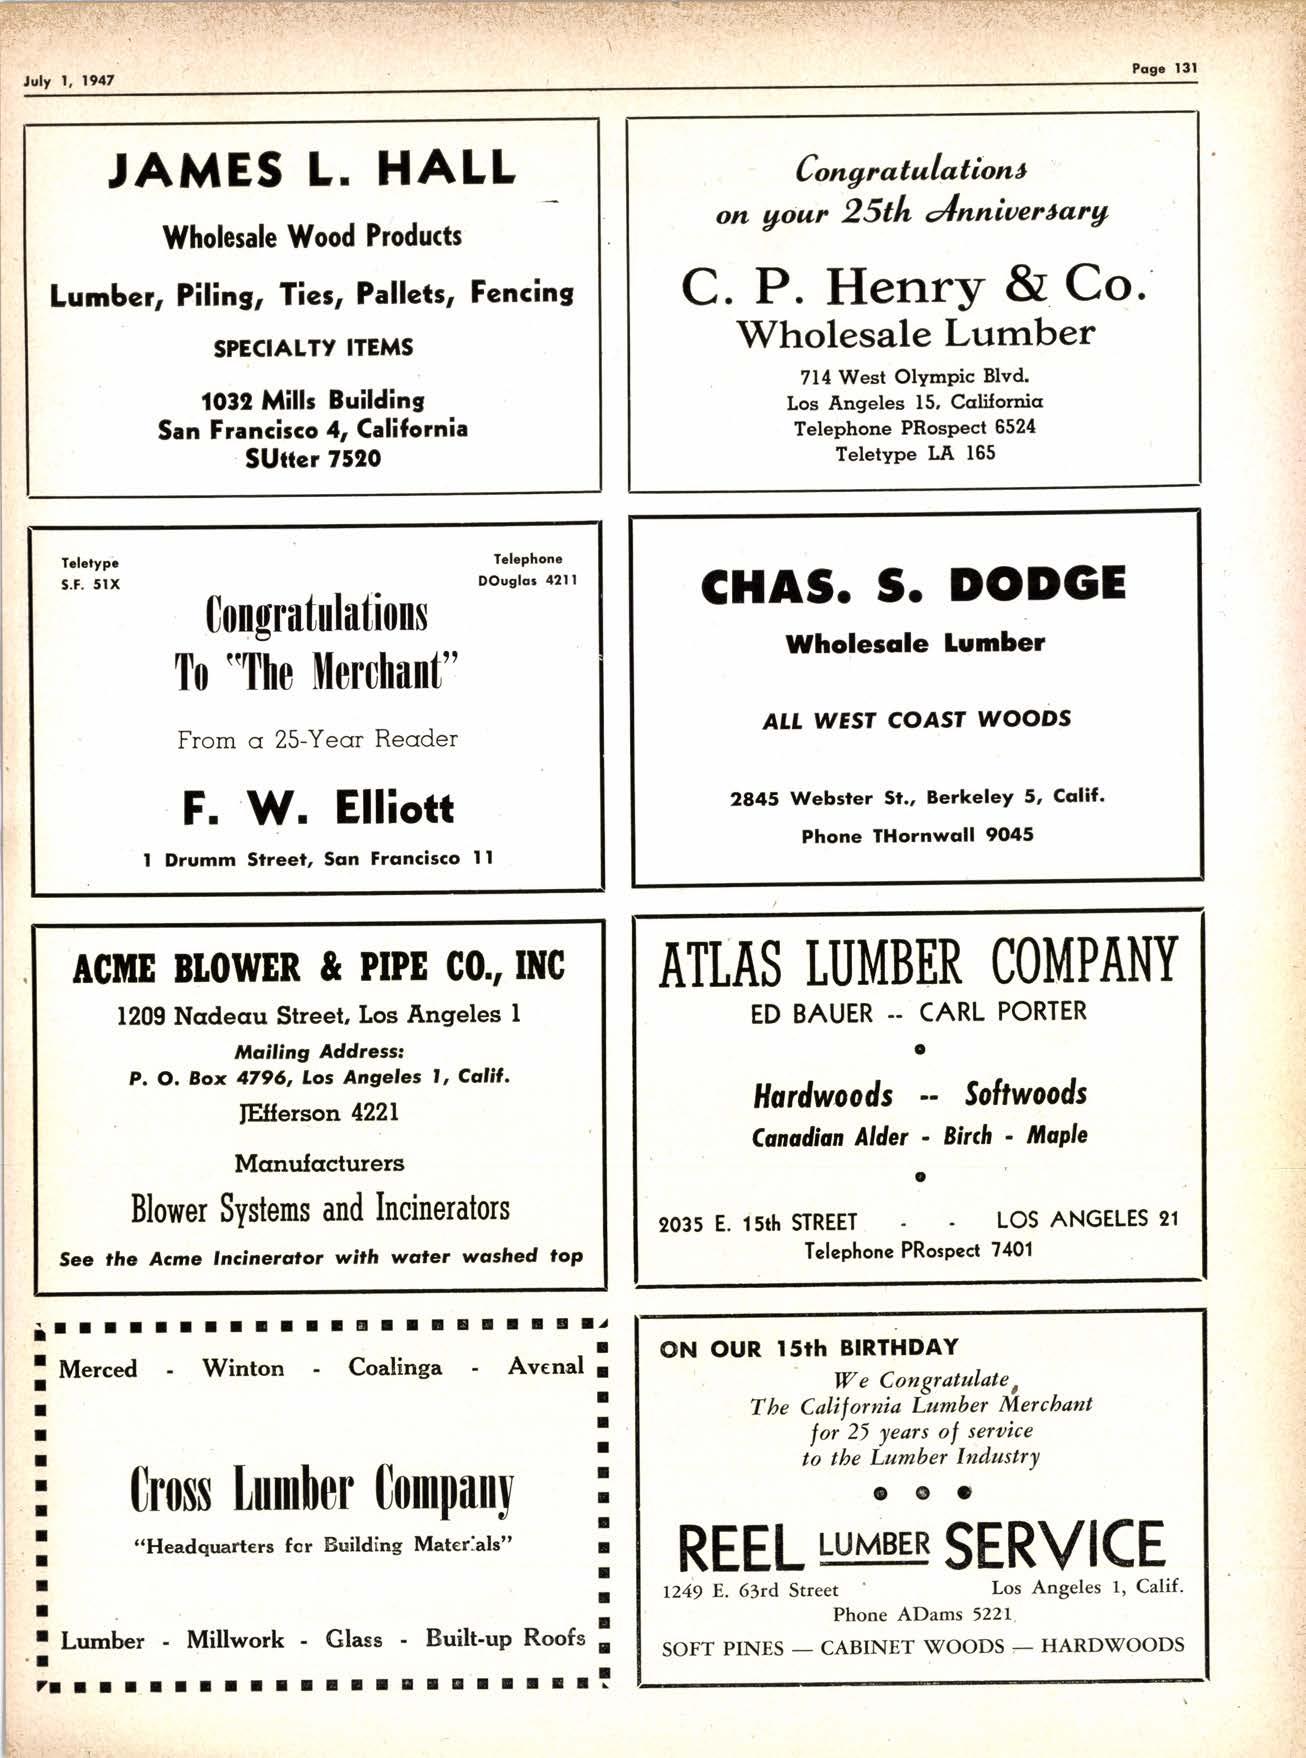 July 1, 1947
Page 131
JAMES L. HALL
Wholesale Wood Products
Lumber, Piling, Ties, Pallets, Fencing
SPECIALTY ITEMS
1032 Mills Building
San Francisco 4, California
SUtter 7520
Congratulations
on your 25th Anniversary
C. P. Henry & Co.
Wholesale Lumber
714 West Olympic Blvd.
Los Angeles 15, California
Telephone PRospect 6524
Teletype LA 165
Teletype
S.F. 51X
Telephone
DOuglas 4211
Congratulations
To "The Merchant"
From a 25-Year Reader
F. W. Elliott
1 Drumm Street, San Francisco 11
CHAS. S. DODGE
Wholesale Lumber
ALL WEST COAST WOODS
2845 Webster St., Berkeley 5, Calif.
Phone THornwall 9045
ACME BLOWER & PIPE CO., INC
1209 Nadeau Street, Los Angeles 1
Mailing Address:
P. O. Box 4796, Los Angeles 1, Calif.
JEfferson 4221
Manufacturers
Blower Systems and Incinerators
See the Acme Incinerator with water washed top
ATLAS LUMBER COMPANY
ED BAUER -- CARL PORTER
Hardwoods -- Softwoods
Canadian Alder - Birch - Maple
2035 E. 15th STREET - - LOS ANGELES 21
Telephone PRospect 7401
Merced - Winton - Coalinga - Avenal
Cross Lumber Company
"Headquarters for Building Materials"
Lumber - Millwork - Glass - Built-up Roofs
ON OUR 15th BIRTHDAY
We Congratulate
The California Lumber Merchant
for 25 years of service
to the Lumber Industry
REEL LUMBER SERVICE
1249 E. 63rd Street Los Angeles 1, Calif.
Phone ADams 5221
SOFT PINES — CABINET WOODS — HARDWOODS